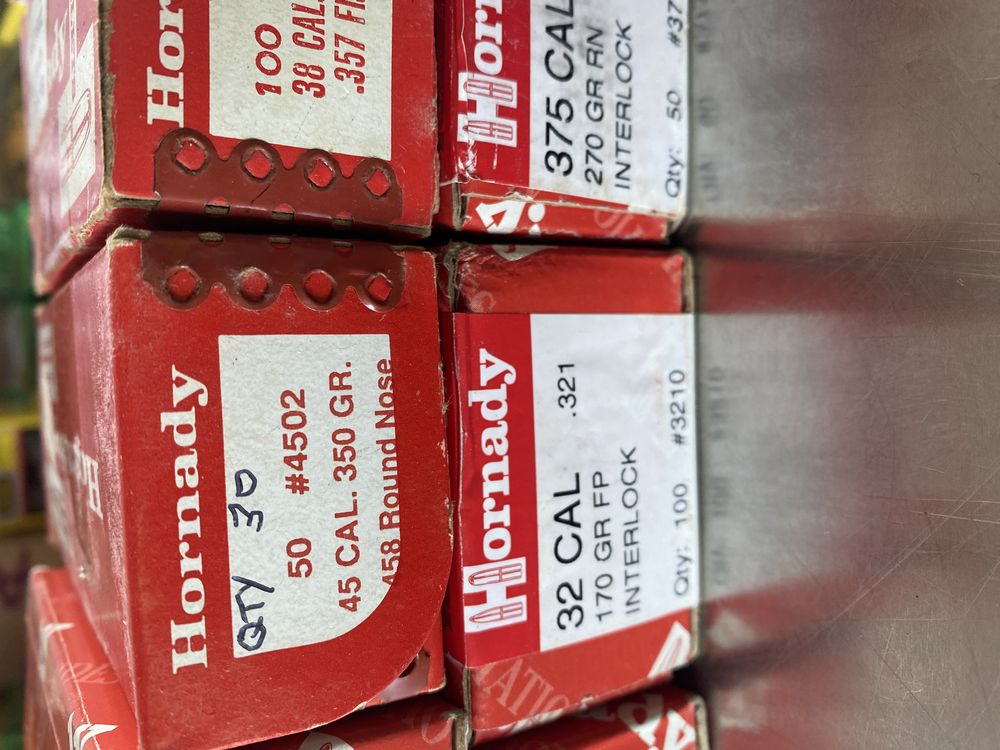 Hornady
100
38 CAL
.357 F
Hornady
375 CAL
270 GR RN
INTERLOCK
Qty: 50 #37
Hornady
QTY 30
50 #4502
45 CAL. 350 GR.
458 Round Nose
Hornady
32 CAL .321
170 GR FP
INTERLOCK
Qty: 100 #3210